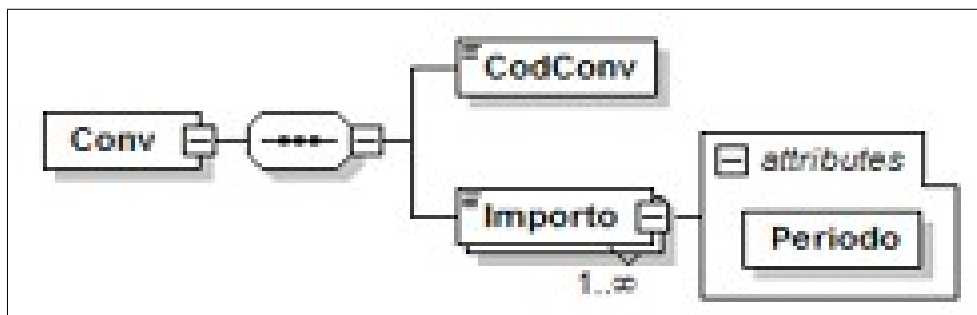 CodConv
Conv
attributes
Importo
Periodo
1..∞